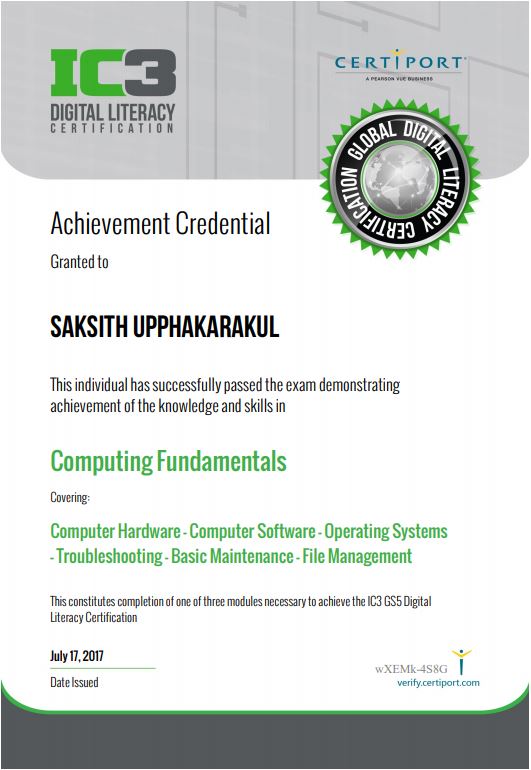 IC3
DIGITAL LITERACY
CERTIFICATION
CERTIPORT
A PEARSON VUE BUSINESS
GLOBAL DIGITAL LITERACY CERTIFICATION
Achievement Credential
Granted to
SAKSITH UPPHAKARAKUL
This individual has successfully passed the exam demonstrating
achievement of the knowledge and skills in
Computing Fundamentals
Covering:
Computer Hardware - Computer Software - Operating Systems
- Troubleshooting - Basic Maintenance - File Management
This constitutes completion of one of three modules necessary to achieve the IC3 GS5 Digital
Literacy Certification
July 17, 2017
Date Issued
wXEMk-4S8G
verify.certiport.com